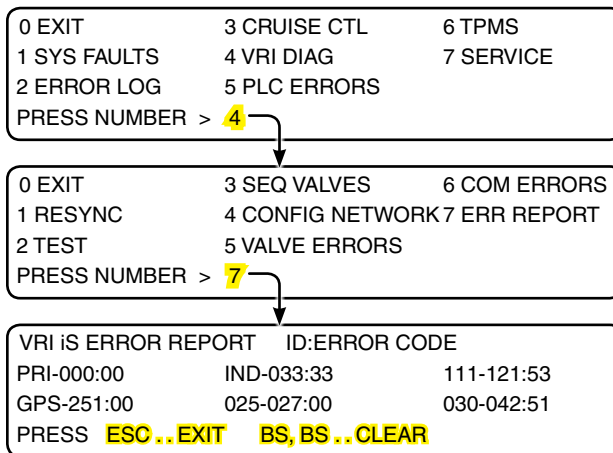 0 EXIT 3 CRUISE CTL 6 TPMS
1 SYS FAULTS 4 VRI DIAG 7 SERVICE
2 ERROR LOG 5 PLC ERRORS
PRESS NUMBER > 4
0 EXIT 3 SEQ VALVES 6 COM ERRORS
1 RESYNC 4 CONFIG NETWORK 7 ERR REPORT
2 TEST 5 VALVE ERRORS
PRESS NUMBER > 7
VRI iS ERROR REPORT ID:ERROR CODE
PRI-000:00 IND-033:33 111-121:53
GPS-251:00 025-027:00 030-042:51
PRESS ESC . . EXIT BS, BS . . CLEAR